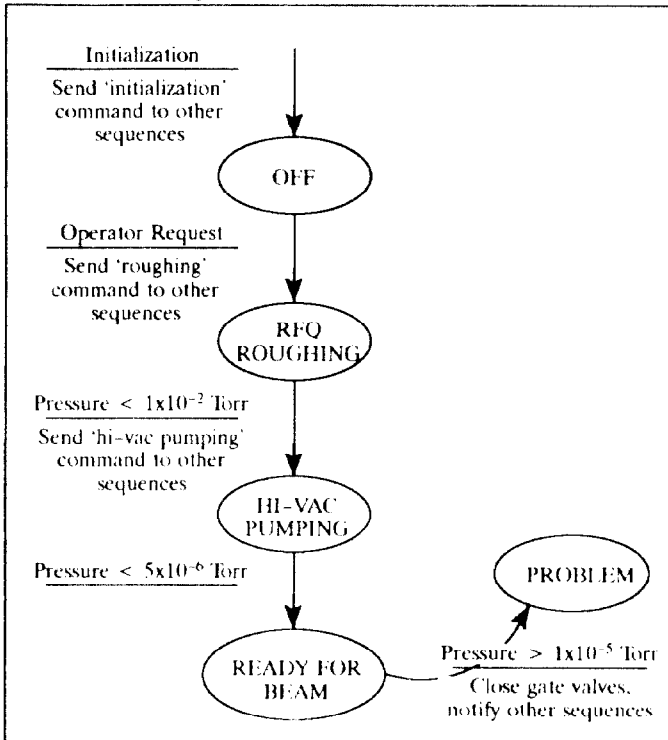 Initialization
Send ‘initialization’
command to other
sequences
OFF
Operator Request
Send ‘roughing’
command to other
sequences
RFQ
ROUGHING
Pressure < 1x10⁻² Torr
Send ‘hi-vac pumping’
command to other
sequences
HI-VAC
PUMPING
Pressure < 5x10⁻⁶ Torr
PROBLEM
READY FOR
BEAM
Pressure > 1x10⁻⁵ Torr
Close gate valves,
notify other sequences